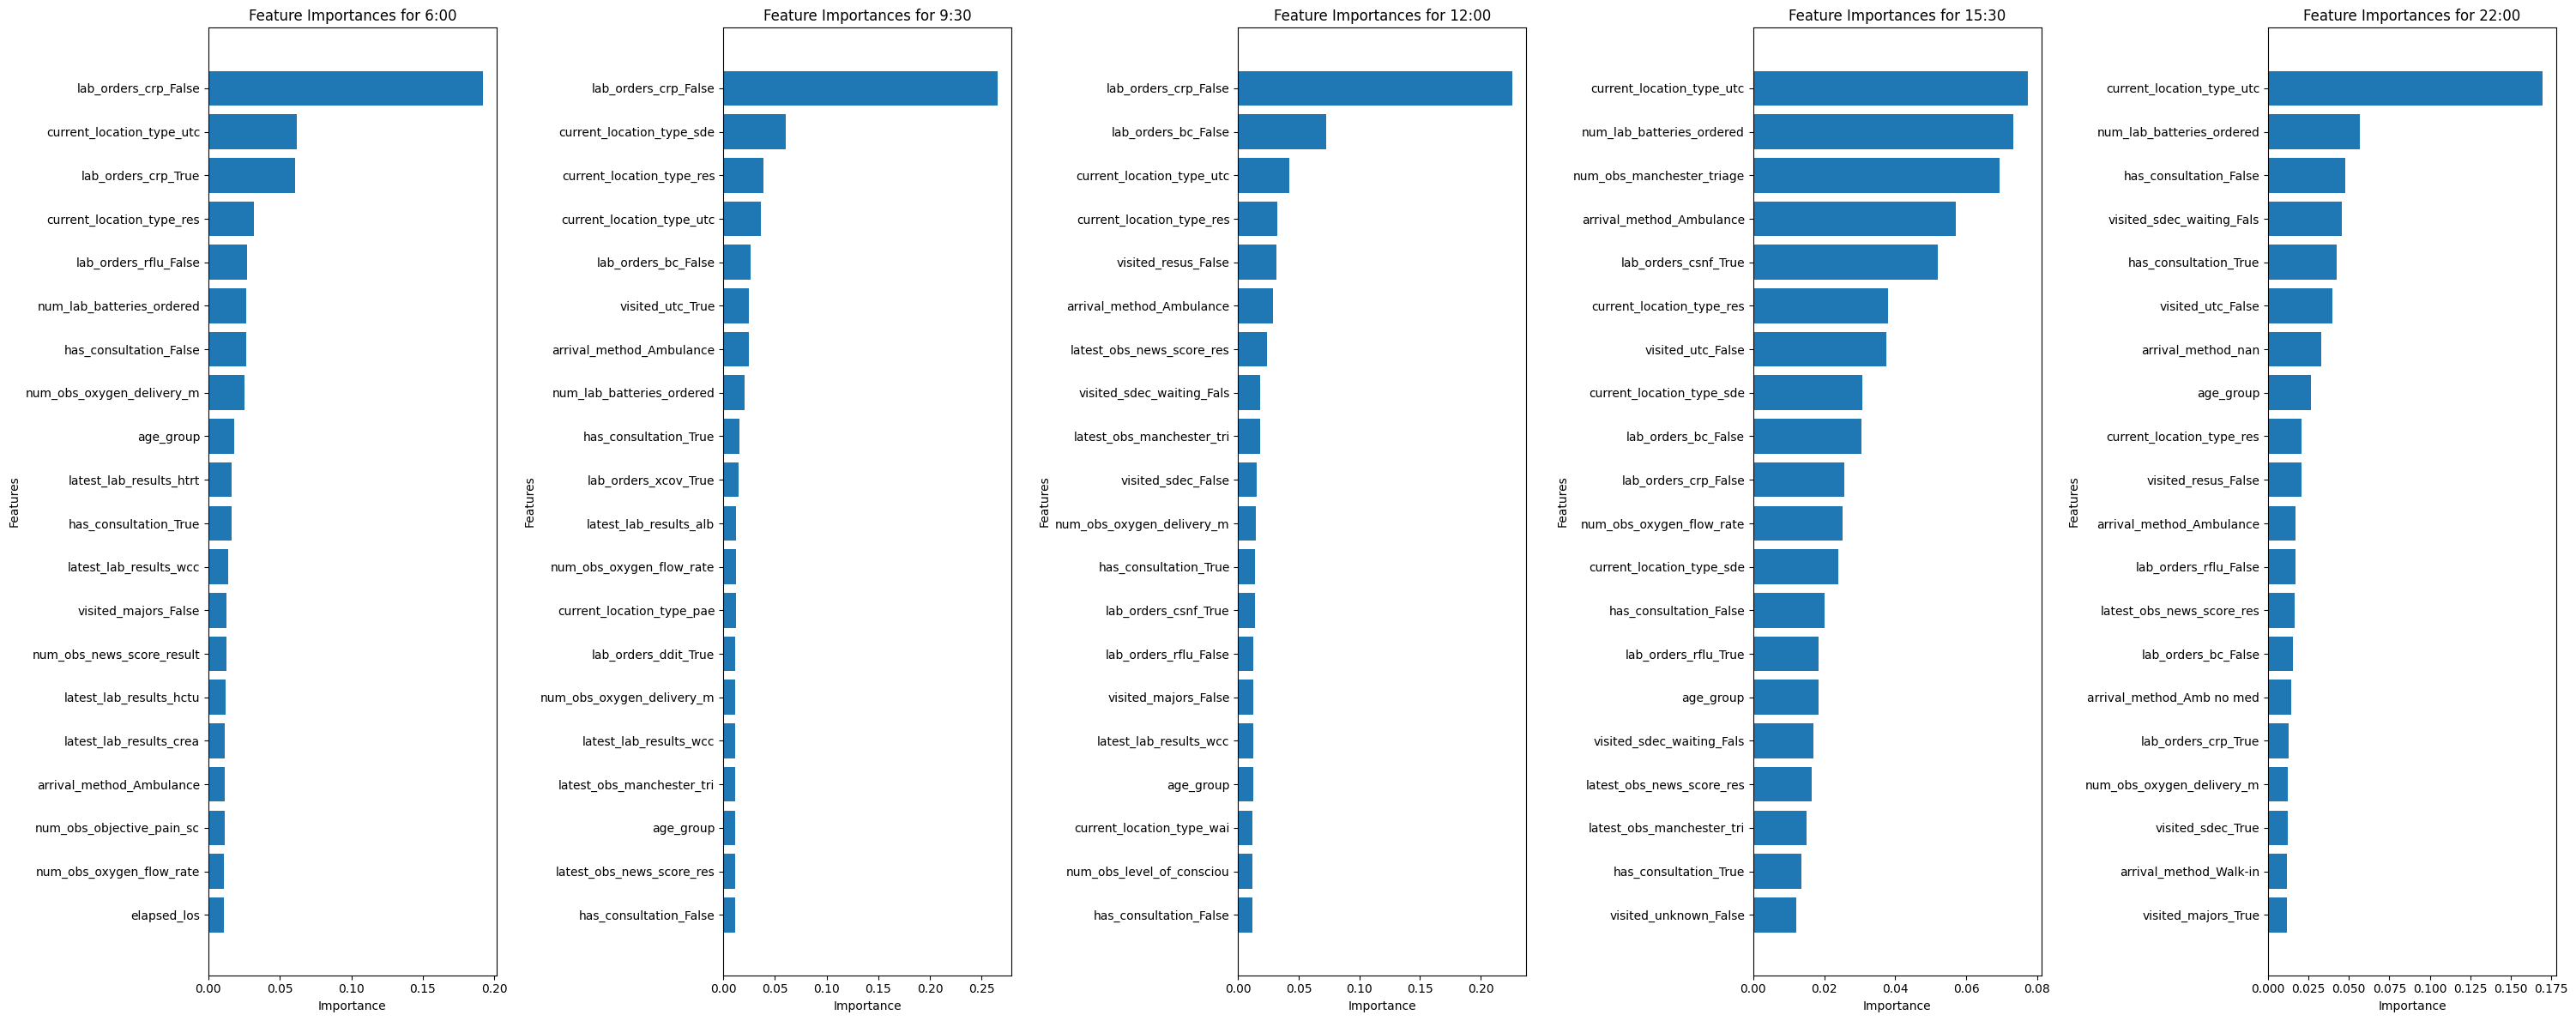 Feature Importances for 6:00
lab_orders_crp_False
current_location_type_utc
lab_orders_crp_True
current_location_type_res
lab_orders_rflu_False
num_lab_batteries_ordered
has_consultation_False
num_obs_oxygen_delivery_m
age_group
latest_lab_results_htrt
has_consultation_True
latest_lab_results_wcc
visited_majors_False
num_obs_news_score_result
latest_lab_results_hctu
latest_lab_results_crea
arrival_method_Ambulance
num_obs_objective_pain_sc
num_obs_oxygen_flow_rate
elapsed_los
Features
0.00 0.05 0.10 0.15 0.20
Importance
Feature Importances for 9:30
lab_orders_crp_False
current_location_type_sde
current_location_type_res
current_location_type_utc
lab_orders_bc_False
visited_utc_True
arrival_method_Ambulance
num_lab_batteries_ordered
has_consultation_True
lab_orders_xcov_True
latest_lab_results_alb
num_obs_oxygen_flow_rate
current_location_type_pae
lab_orders_ddit_True
num_obs_oxygen_delivery_m
latest_lab_results_wcc
latest_obs_manchester_tri
age_group
latest_obs_news_score_res
has_consultation_False
Features
0.00 0.05 0.10 0.15 0.20 0.25
Importance
Feature Importances for 12:00
lab_orders_crp_False
lab_orders_bc_False
current_location_type_utc
current_location_type_res
visited_resus_False
arrival_method_Ambulance
latest_obs_news_score_res
visited_sdec_waiting_Fals
latest_obs_manchester_tri
visited_sdec_False
num_obs_oxygen_delivery_m
has_consultation_True
lab_orders_csnf_True
lab_orders_rflu_False
visited_majors_False
latest_lab_results_wcc
age_group
current_location_type_wai
num_obs_level_of_consciou
has_consultation_False
Features
0.00 0.05 0.10 0.15 0.20
Importance
Feature Importances for 15:30
current_location_type_utc
num_lab_batteries_ordered
num_obs_manchester_triage
arrival_method_Ambulance
lab_orders_csnf_True
current_location_type_res
visited_utc_False
current_location_type_sde
lab_orders_bc_False
lab_orders_crp_False
num_obs_oxygen_flow_rate
current_location_type_sde
has_consultation_False
lab_orders_rflu_True
age_group
visited_sdec_waiting_Fals
latest_obs_news_score_res
latest_obs_manchester_tri
has_consultation_True
visited_unknown_False
Features
0.00 0.02 0.04 0.06 0.08
Importance
Feature Importances for 22:00
current_location_type_utc
num_lab_batteries_ordered
has_consultation_False
visited_sdec_waiting_Fals
has_consultation_True
visited_utc_False
arrival_method_nan
age_group
current_location_type_res
visited_resus_False
arrival_method_Ambulance
lab_orders_rflu_False
latest_obs_news_score_res
lab_orders_bc_False
arrival_method_Amb no med
lab_orders_crp_True
num_obs_oxygen_delivery_m
visited_sdec_True
arrival_method_Walk-in
visited_majors_True
Features
0.000 0.025 0.050 0.075 0.100 0.125 0.150 0.175
Importance